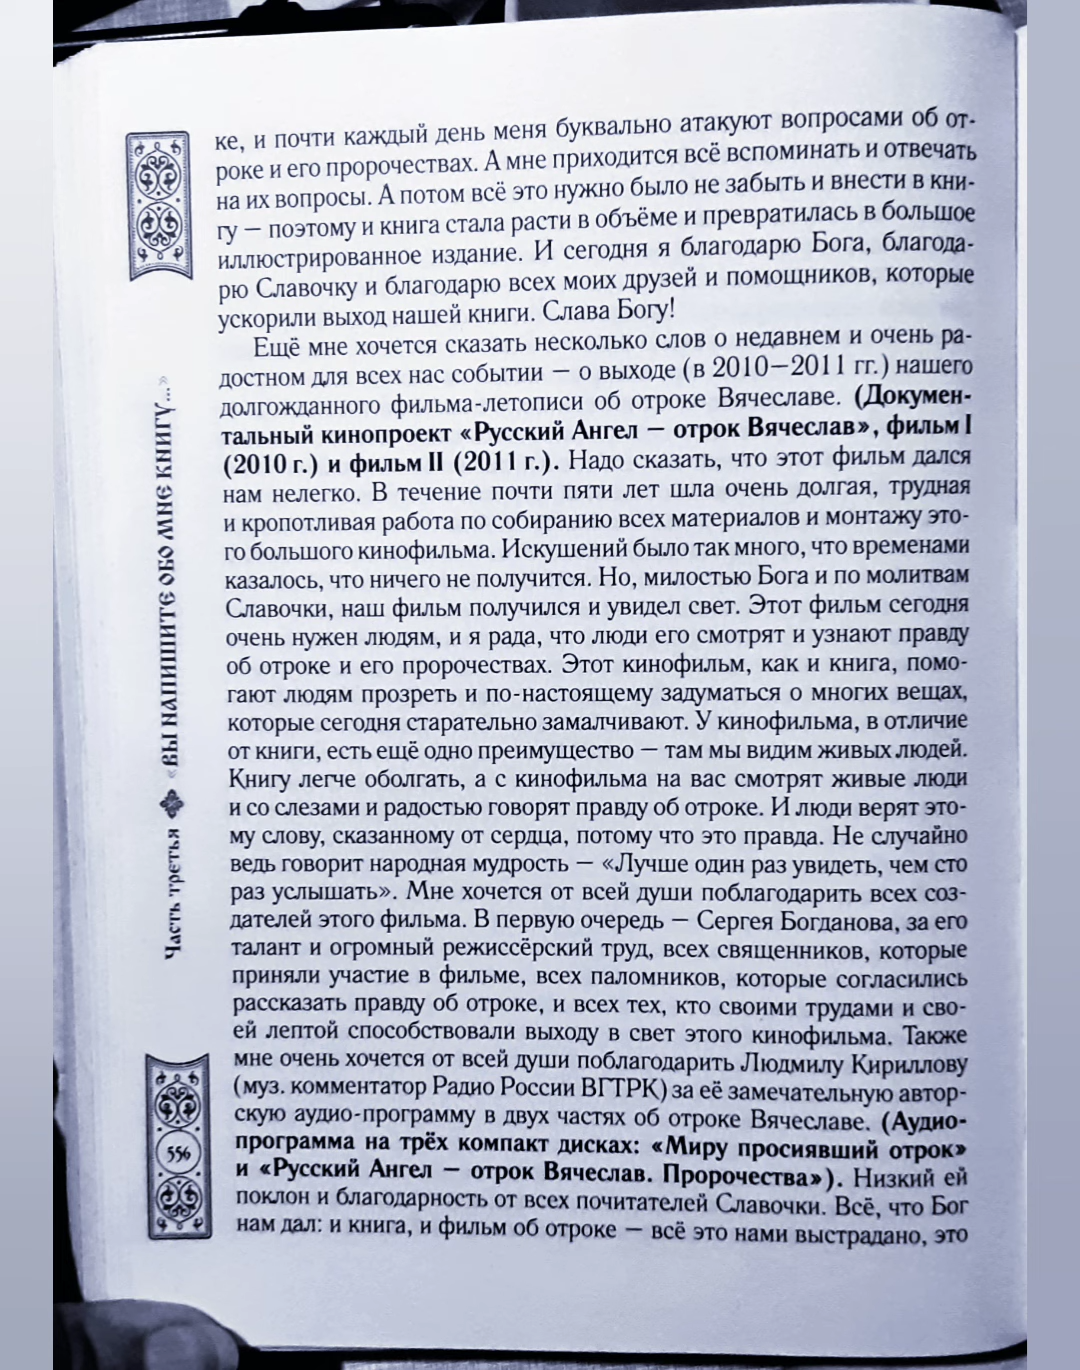 ке, и почти каждый день меня буквально атакуют вопросами об от-
роке и его пророчествах. А мне приходится всё вспоминать и отвечать
на их вопросы. А потом всё это нужно было не забыть и внести в кни-
гу — поэтому и книга стала расти в объёме и превратилась в большое
иллюстрированное издание. И сегодня я благодарю Бога, благода-
рю Славочку и благодарю всех моих друзей и помощников, которые
ускорили выход нашей книги. Слава Богу!
Ещё мне хочется сказать несколько слов о недавнем и очень ра-
достном для всех нас событии — о выходе (в 2010—2011 гг.) нашего
долгожданного фильма-летописи об отроке Вячеславе. (Докумен-
тальный кинопроект «Русский Ангел — отрок Вячеслав», фильм I
(2010 г.) и фильм II (2011 г.). Надо сказать, что этот фильм дался
нам нелегко. В течение почти пяти лет шла очень долгая, трудная
и кропотливая работа по собиранию всех материалов и монтажу это-
го большого кинофильма. Искушений было так много, что временами
казалось, что ничего не получится. Но, милостью Бога и по молитвам
Славочки, наш фильм получился и увидел свет. Этот фильм сегодня
очень нужен людям, и я рада, что люди его смотрят и узнают правду
об отроке и его пророчествах. Этот кинофильм, как и книга, помо-
гают людям прозреть и по-настоящему задуматься о многих вещах,
которые сегодня старательно замалчивают. У кинофильма, в отличие
от книги, есть ещё одно преимущество — там мы видим живых людей.
Книгу легче оболгать, а с кинофильма на вас смотрят живые люди
и со слезами и радостью говорят правду об отроке. И люди верят это-
му слову, сказанному от сердца, потому что это правда. Не случайно
ведь говорит народная мудрость — «Лучше один раз увидеть, чем сто
раз услышать». Мне хочется от всей души поблагодарить всех соз-
дателей этого фильма. В первую очередь — Сергея Богданова, за его
талант и огромный режиссёрский труд, всех священников, которые
приняли участие в фильме, всех паломников, которые согласились
рассказать правду об отроке, и всех тех, кто своими трудами и сво-
ей лептой способствовали выходу в свет этого кинофильма. Также
мне очень хочется от всей души поблагодарить Людмилу Кириллову
(муз. комментатор Радио России ВГТРК) за её замечательную автор-
скую аудио-программу в двух частях об отроке Вячеславе. (Аудио-
программа на трёх компакт дисках: «Миру просиявший отрок»
и «Русский Ангел — отрок Вячеслав. Пророчества»). Низкий ей
поклон и благодарность от всех почитателей Славочки. Всё, что Бог
нам дал: и книга, и фильм об отроке — всё это нами выстрадано, это
Часть третья «ВЫ НАПИШИТЕ ОБО МНЕ КНИГУ...»
556